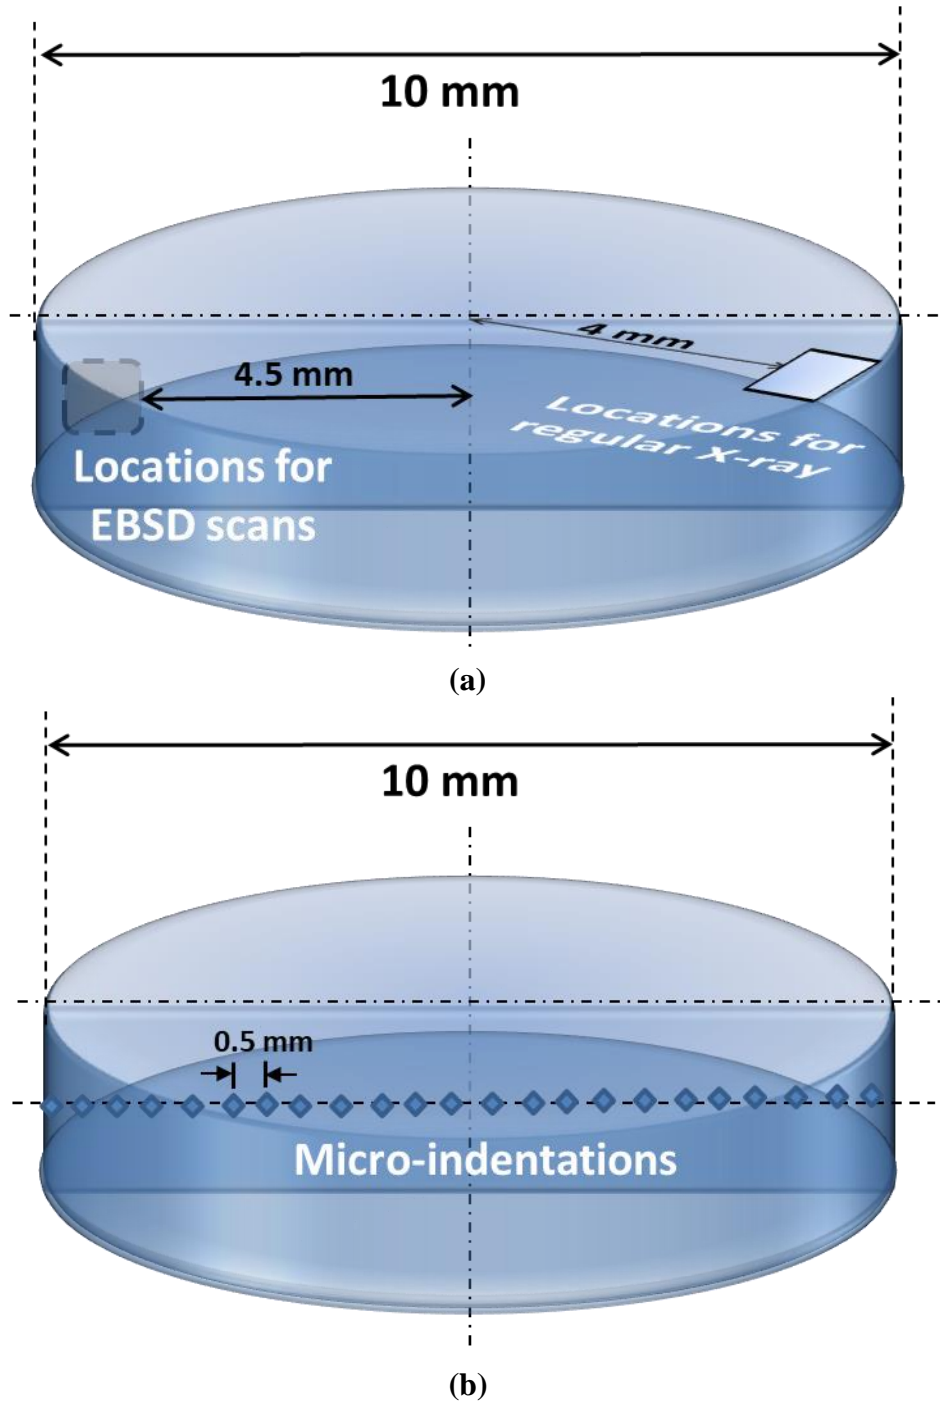 10 mm
4 mm
4.5 mm
Locations for
regular X-ray
Locations for
EBSD scans
(a)
10 mm
0.5 mm
Micro-indentations
(b)